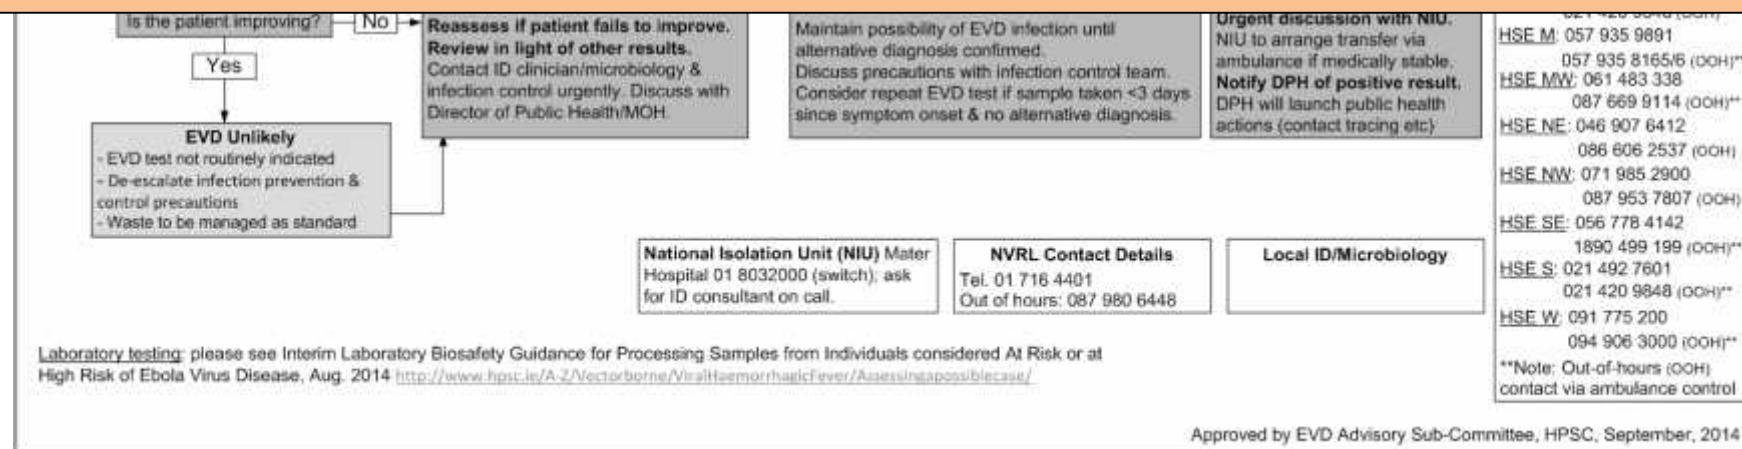 Is the patient improving?
No
Yes
Reassess if patient fails to improve.
Review in light of other results.
Contact ID clinician/microbiology &
infection control urgently. Discuss with
Director of Public Health/MOH.
Maintain possibility of EVD infection until
alternative diagnosis confirmed.
Discuss precautions with infection control team.
Consider repeat EVD test if sample taken <3 days
since symptom onset & no alternative diagnosis.
Urgent discussion with NIU.
NIU to arrange transfer via
ambulance if medically stable.
Notify DPH of positive result.
DPH will launch public health
actions (contact tracing etc)
EVD Unlikely
- EVD test not routinely indicated
- De-escalate infection prevention &
control precautions
- Waste to be managed as standard
National Isolation Unit (NIU) Mater
Hospital 01 8032000 (switch); ask
for ID consultant on call.
NVRL Contact Details
Tel. 01 716 4401
Out of hours: 087 980 6448
Local ID/Microbiology
HSE M: 057 935 9891
057 935 8165/6 (OOH)**
HSE MW: 061 483 338
087 669 9114 (OOH)**
HSE NE: 046 907 6412
086 606 2537 (OOH)
HSE NW: 071 985 2900
087 953 7807 (OOH)
HSE SE: 056 778 4142
1890 499 199 (OOH)**
HSE S: 021 492 7601
021 420 9848 (OOH)**
HSE W: 091 775 200
094 906 3000 (OOH)**
**Note: Out-of-hours (OOH)
contact via ambulance control
Laboratory testing: please see Interim Laboratory Biosafety Guidance for Processing Samples from Individuals considered At Risk or at
High Risk of Ebola Virus Disease, Aug. 2014 http://www.hpsc.ie/A-Z/Vectorborne/ViralHaemorrhagicFever/Assessingapossiblecase/
Approved by EVD Advisory Sub-Committee, HPSC, September, 2014